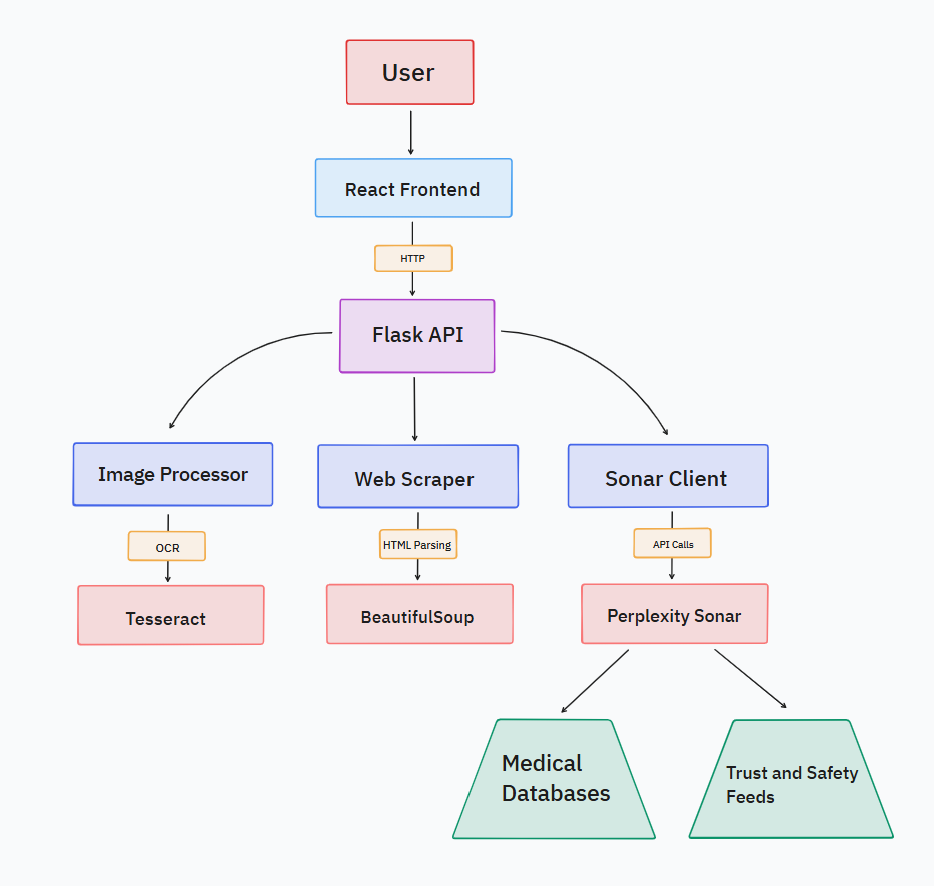 User
React Frontend
HTTP
Flask API
Image Processor
Web Scraper
Sonar Client
OCR
HTML Parsing
API Calls
Tesseract
BeautifulSoup
Perplexity Sonar
Medical
Databases
Trust and Safety
Feeds